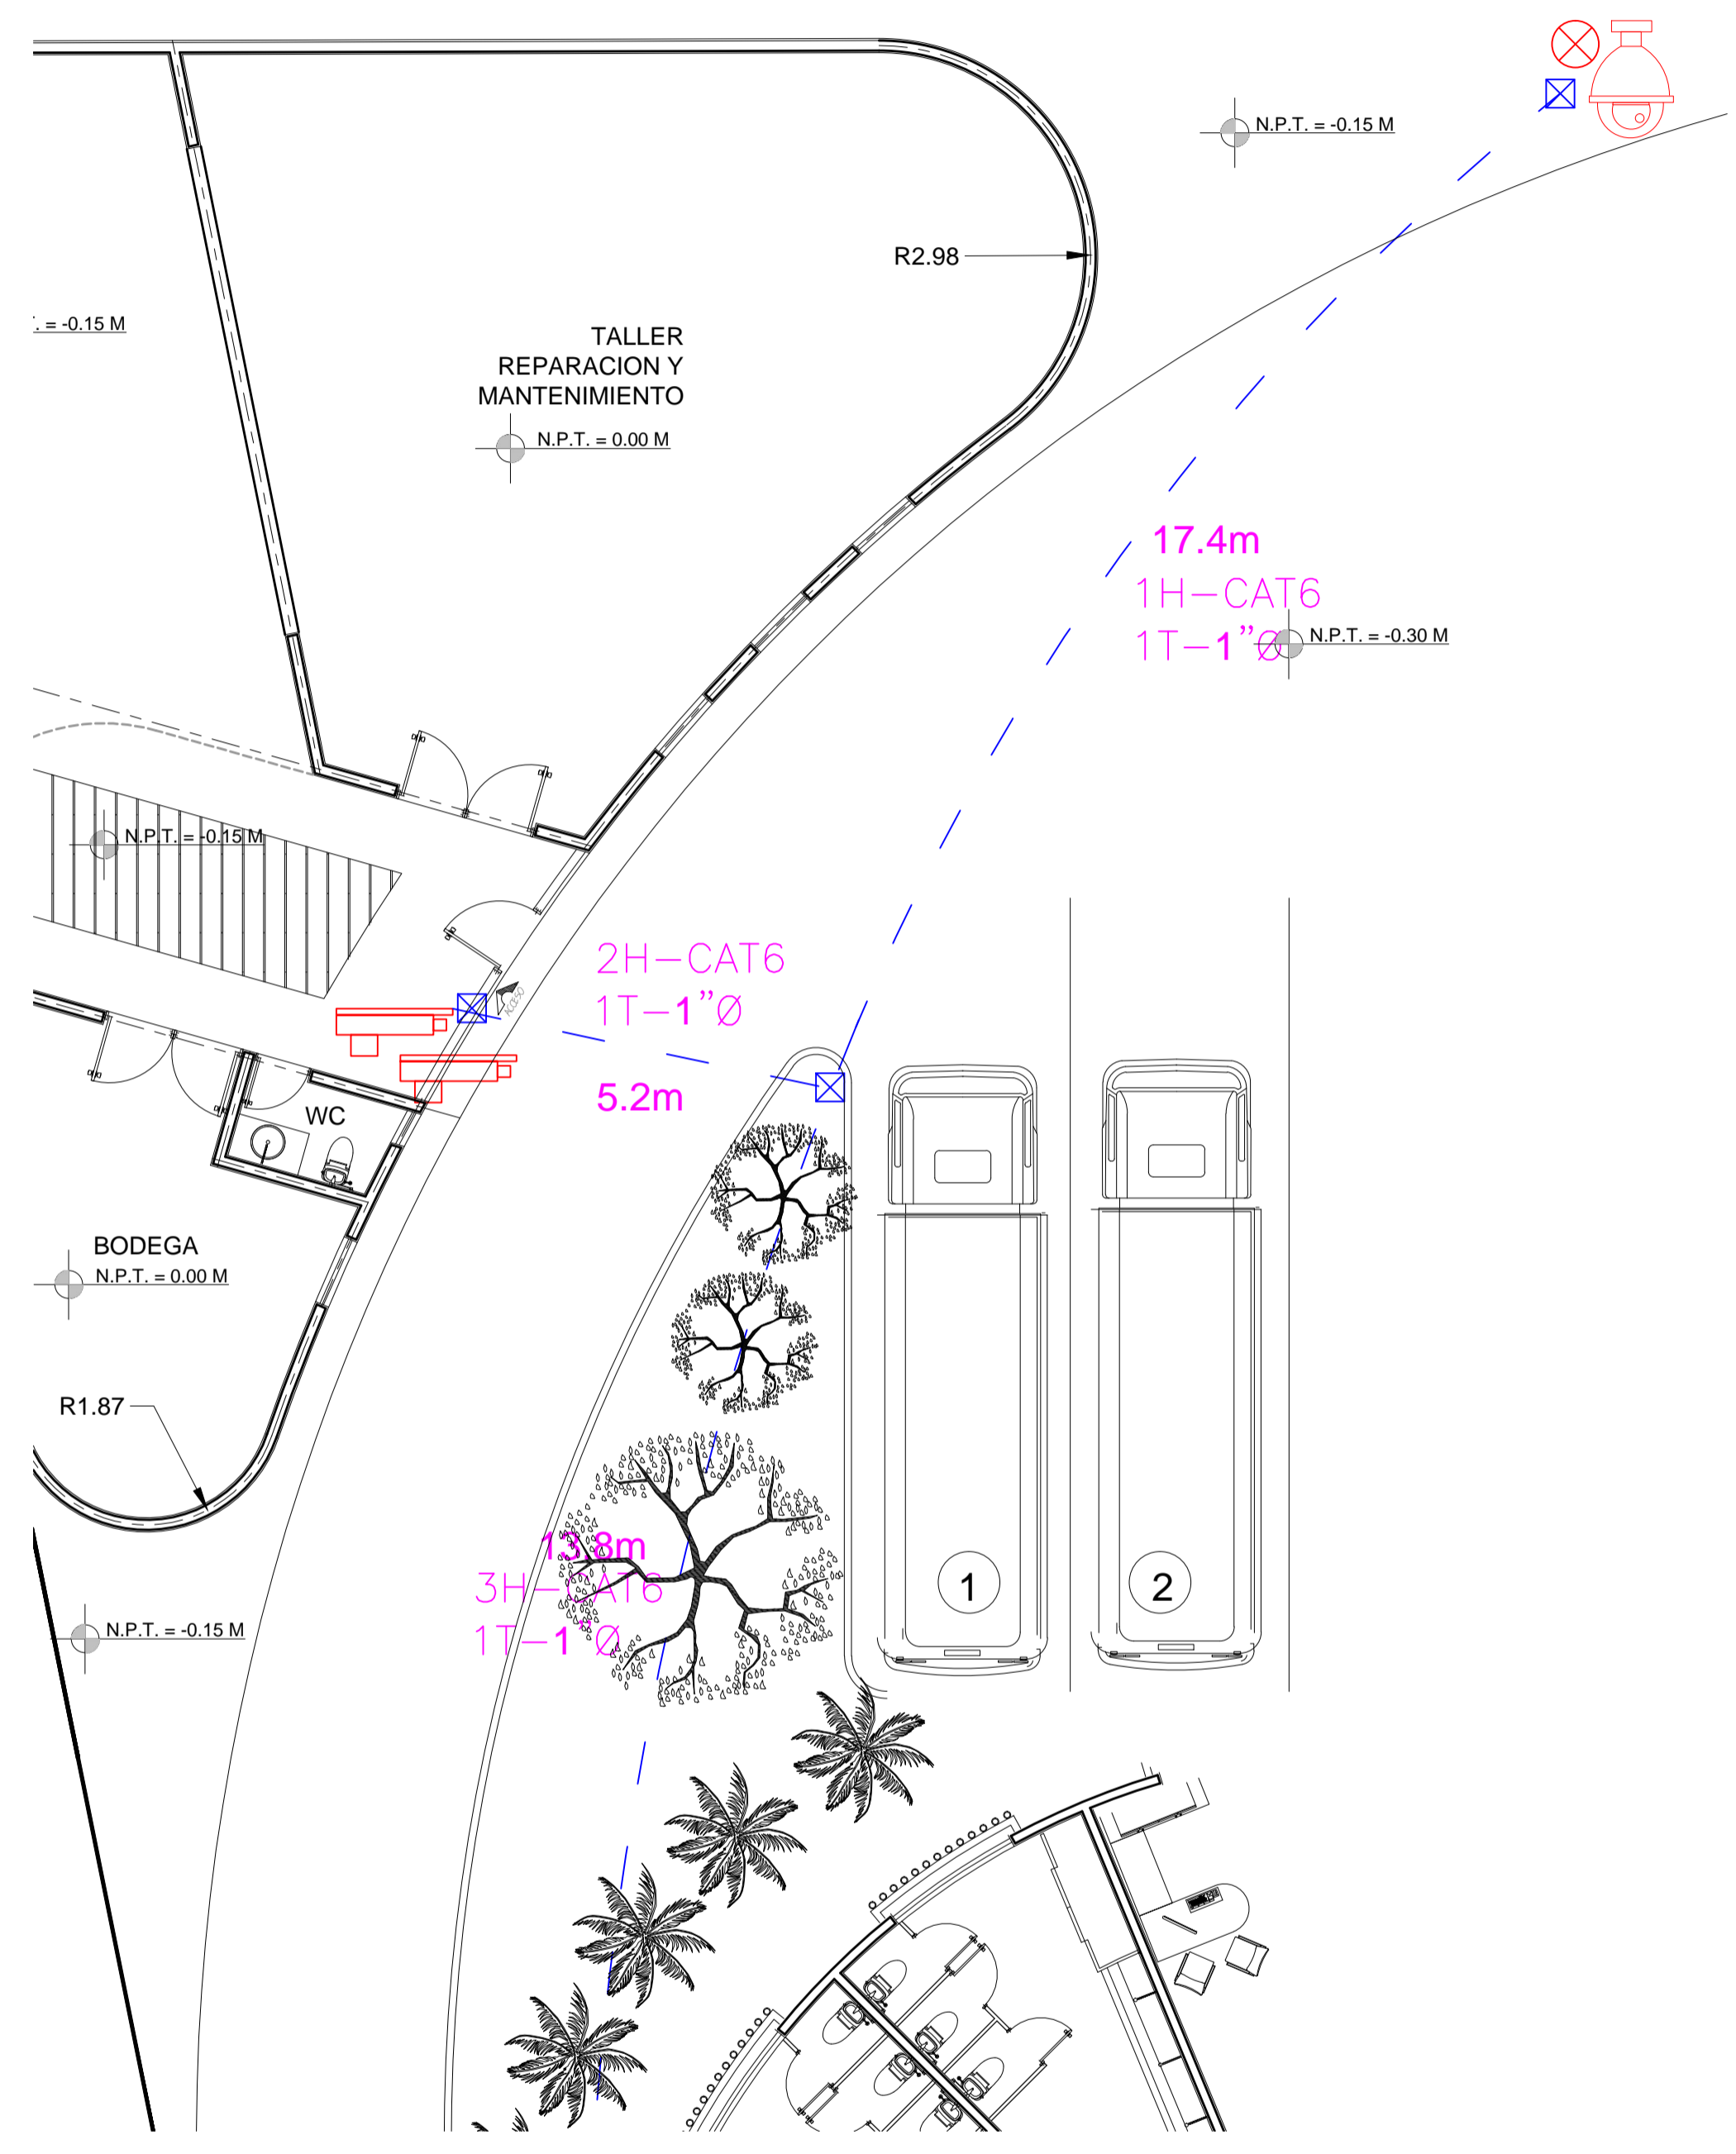 N.P.T. = -0.15 M
R2.98
. = -0.15 M
TALLER
REPARACION Y
MANTENIMIENTO
N.P.T. = 0.00 M
17.4m
1H-CAT6
1T-1"Ø
N.P.T. = -0.30 M
N.P.T. = -0.15 M
2H-CAT6
1T-1"Ø
ACCESO
5.2m
WC
BODEGA
N.P.T. = 0.00 M
R1.87
13.8m
3H-CAT6
1T-1"Ø
1
2
N.P.T. = -0.15 M